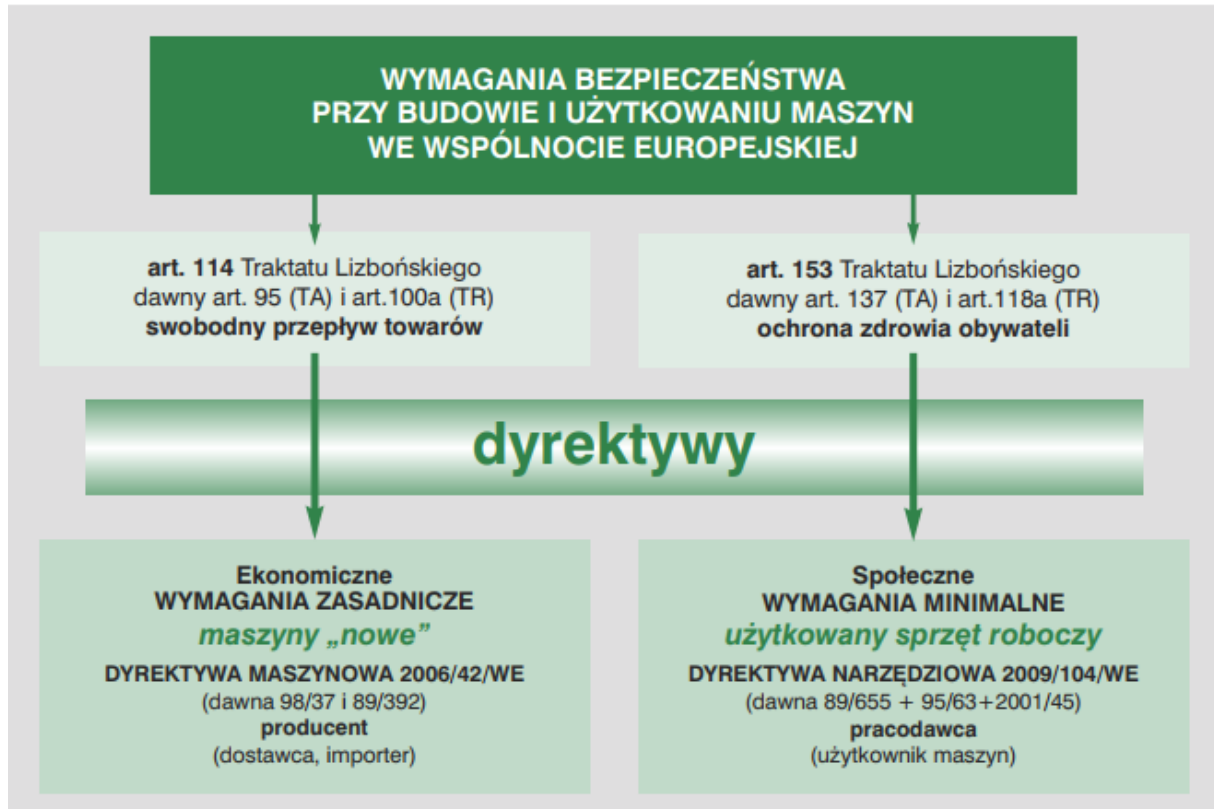 WYMAGANIA BEZPIECZEŃSTWA
PRZY BUDOWIE I UŻYTKOWANIU MASZYN
WE WSPÓLNOCIE EUROPEJSKIEJ
art. 114 Traktatu Lizbońskiego
dawny art. 95 (TA) i art.100a (TR)
swobodny przepływ towarów
art. 153 Traktatu Lizbońskiego
dawny art. 137 (TA) i art.118a (TR)
ochrona zdrowia obywateli
dyrektywy
Ekonomiczne
WYMAGANIA ZASADNICZE
maszyny „nowe”
DYREKTYWA MASZYNOWA 2006/42/WE
(dawna 98/37 i 89/392)
producent
(dostawca, importer)
Społeczne
WYMAGANIA MINIMALNE
użytkowany sprzęt roboczy
DYREKTYWA NARZĘDZIOWA 2009/104/WE
(dawna 89/655 + 95/63+2001/45)
pracodawca
(użytkownik maszyn)